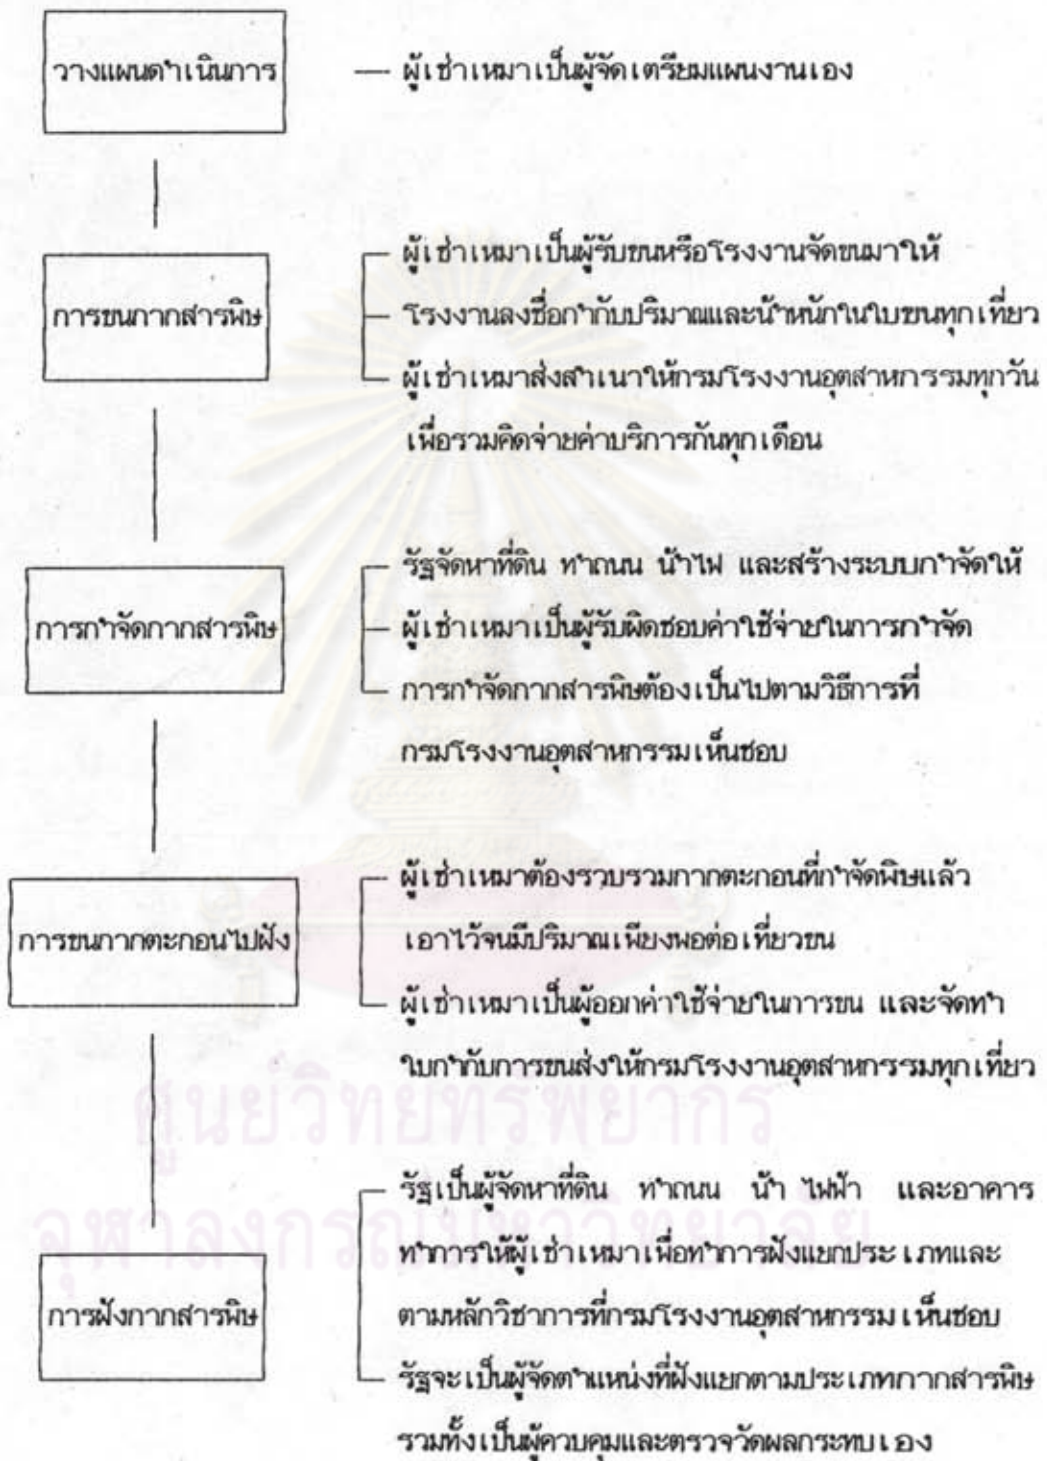 วางแผนดำเนินการ
— ผู้เช่าเหมาเป็นผู้จัดเตรียมแผนงานเอง
การขนกากสารพิษ
ผู้เช่าเหมาเป็นผู้รับขนหรือโรงงานจัดขนมาให้
โรงงานลงชื่อกำกับปริมาณและน้ำหนักในใบขนทุกเที่ยว
ผู้เช่าเหมาส่งสำเนาให้กรมโรงงานอุตสาหกรรมทุกวัน
เพื่อรวมคิดจ่ายค่าบริการกันทุกเดือน
การกำจัดกากสารพิษ
รัฐจัดหาที่ดิน ทำถนน น้ำไฟ และสร้างระบบกำจัดให้
ผู้เช่าเหมาเป็นผู้รับผิดชอบค่าใช้จ่ายในการกำจัด
การกำจัดกากสารพิษต้องเป็นไปตามวิธีการที่
กรมโรงงานอุตสาหกรรมเห็นชอบ
การขนกากตะกอนไปฝัง
ผู้เช่าเหมาต้องรวบรวมกากตะกอนที่กำจัดพิษแล้ว
เอาไว้จนมีปริมาณเพียงพอต่อเที่ยวขน
ผู้เช่าเหมาเป็นผู้ออกค่าใช้จ่ายในการขน และจัดทำ
ใบกำกับการขนส่งให้กรมโรงงานอุตสาหกรรมทุกเที่ยว
ศูนย์วิทยทรัพยากร
จุฬาลงกรณ์มหาวิทยาลัย
การฝังกากสารพิษ
รัฐเป็นผู้จัดหาที่ดิน ทำถนน น้ำ ไฟฟ้า และอาคาร
ทำการให้ผู้เช่าเหมาเพื่อทำการฝังแยกประเภทและ
ตามหลักวิชาการที่กรมโรงงานอุตสาหกรรมเห็นชอบ
รัฐจะเป็นผู้จัดตำแหน่งที่ฝังแยกตามประเภทกากสารพิษ
รวมทั้งเป็นผู้ควบคุมและตรวจวัดผลกระทบเอง